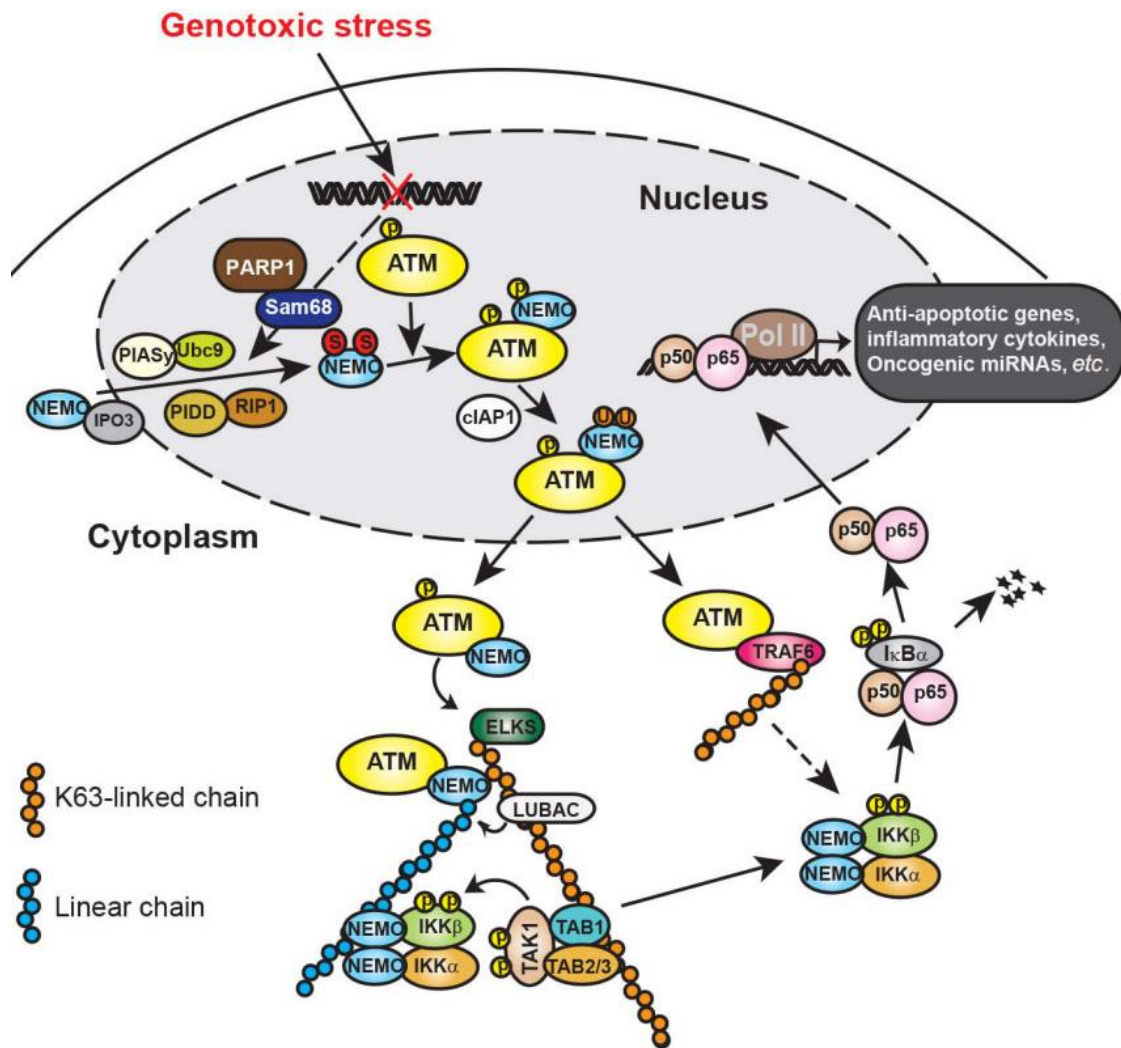 Genotoxic stress
Nucleus
P
ATM
PARP1
Sam68
PIASy
Ubc9
NEMO
IPO3
PIDD
RIP1
S S
NEMO
P
P
NEMO
ATM
cIAP1
U U
P
NEMO
ATM
p50
p65
Pol II
Anti-apoptotic genes,
inflammatory cytokines,
Oncogenic miRNAs, etc.
Cytoplasm
P
ATM
NEMO
ATM
TRAF6
p50
p65
P P
IκBα
p50
p65
ELKS
ATM
NEMO
LUBAC
K63-linked chain
Linear chain
P P
NEMO
IKKβ
NEMO
IKKα
P
P
TAK1
TAB1
TAB2/3
P P
NEMO
IKKβ
NEMO
IKKα